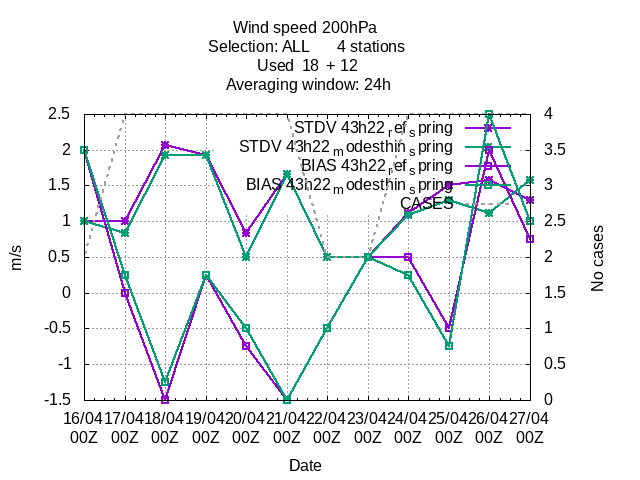 Wind speed 200hPa
Selection: ALL 4 stations
Used 18 + 12
Averaging window: 24h
2.5
2
1.5
1
0.5
0
-0.5
-1
-1.5
m/s
4
3.5
3
2.5
2
1.5
1
0.5
0
No cases
STDV 43h22_ref_spring
STDV 43h22_modesthin_spring
BIAS 43h22_ref_spring
BIAS 43h22_modesthin_spring
CASES
16/04 17/04 18/04 19/04 20/04 21/04 22/04 23/04 24/04 25/04 26/04 27/04
00Z 00Z 00Z 00Z 00Z 00Z 00Z 00Z 00Z 00Z 00Z 00Z
Date